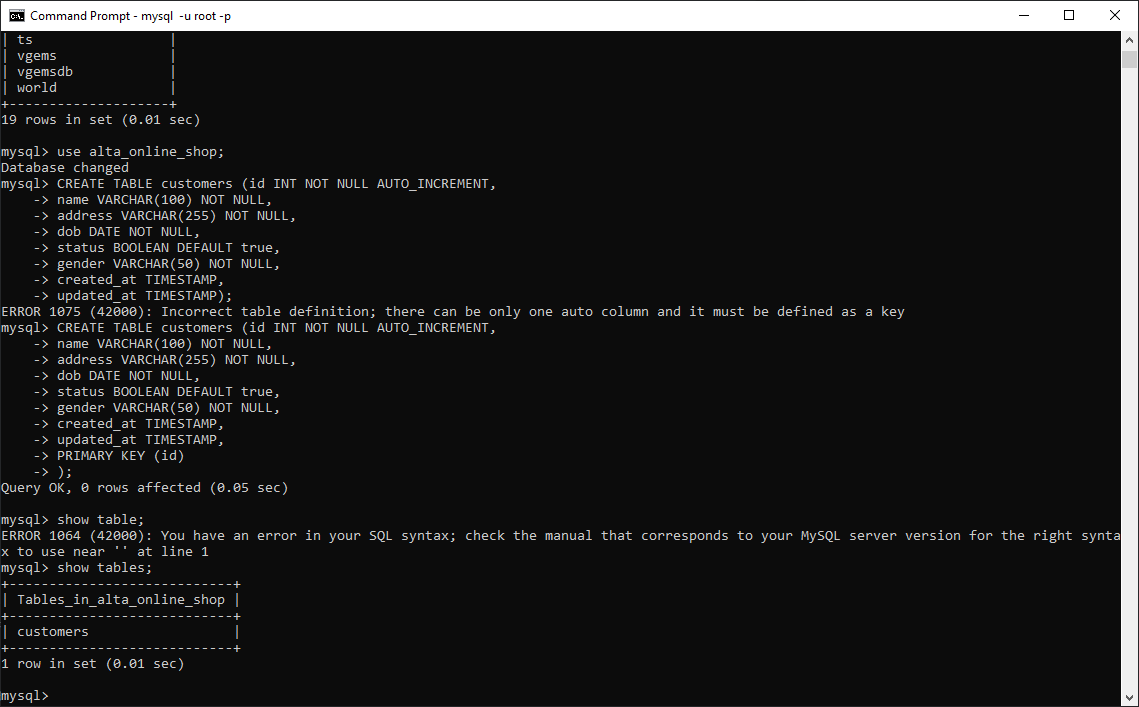 Command Prompt - mysql  -u root -p
| ts                 |
| vgems              |
| vgemsdb            |
| world              |
+--------------------+
19 rows in set (0.01 sec)
mysql> use alta_online_shop;
Database changed
mysql> CREATE TABLE customers (id INT NOT NULL AUTO_INCREMENT,
    -> name VARCHAR(100) NOT NULL,
    -> address VARCHAR(255) NOT NULL,
    -> dob DATE NOT NULL,
    -> status BOOLEAN DEFAULT true,
    -> gender VARCHAR(50) NOT NULL,
    -> created_at TIMESTAMP,
    -> updated_at TIMESTAMP);
ERROR 1075 (42000): Incorrect table definition; there can be only one auto column and it must be defined as a key
mysql> CREATE TABLE customers (id INT NOT NULL AUTO_INCREMENT,
    -> name VARCHAR(100) NOT NULL,
    -> address VARCHAR(255) NOT NULL,
    -> dob DATE NOT NULL,
    -> status BOOLEAN DEFAULT true,
    -> gender VARCHAR(50) NOT NULL,
    -> created_at TIMESTAMP,
    -> updated_at TIMESTAMP,
    -> PRIMARY KEY (id)
    -> );
Query OK, 0 rows affected (0.05 sec)
mysql> show table;
ERROR 1064 (42000): You have an error in your SQL syntax; check the manual that corresponds to your MySQL server version for the right synta
x to use near '' at line 1
mysql> show tables;
+----------------------------+
| Tables_in_alta_online_shop |
+----------------------------+
| customers                  |
+----------------------------+
1 row in set (0.01 sec)
mysql>